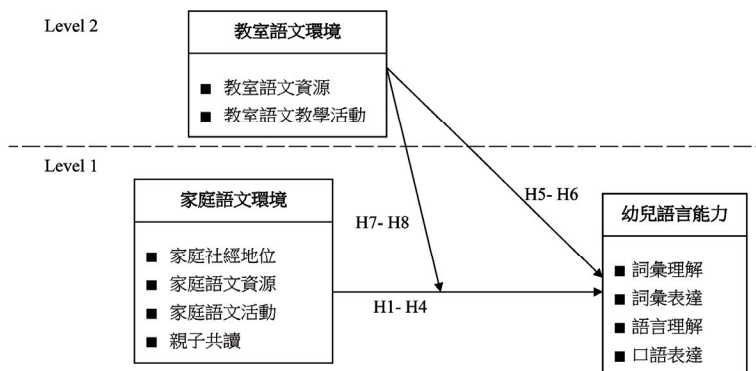 Level 2
教室語文環境
■ 教室語文資源
■ 教室語文教學活動
Level 1
家庭語文環境
■ 家庭社經地位
■ 家庭語文資源
■ 家庭語文活動
■ 親子共讀
H7- H8
H5- H6
H1- H4
幼兒語言能力
■ 詞彙理解
■ 詞彙表達
■ 語言理解
■ 口語表達